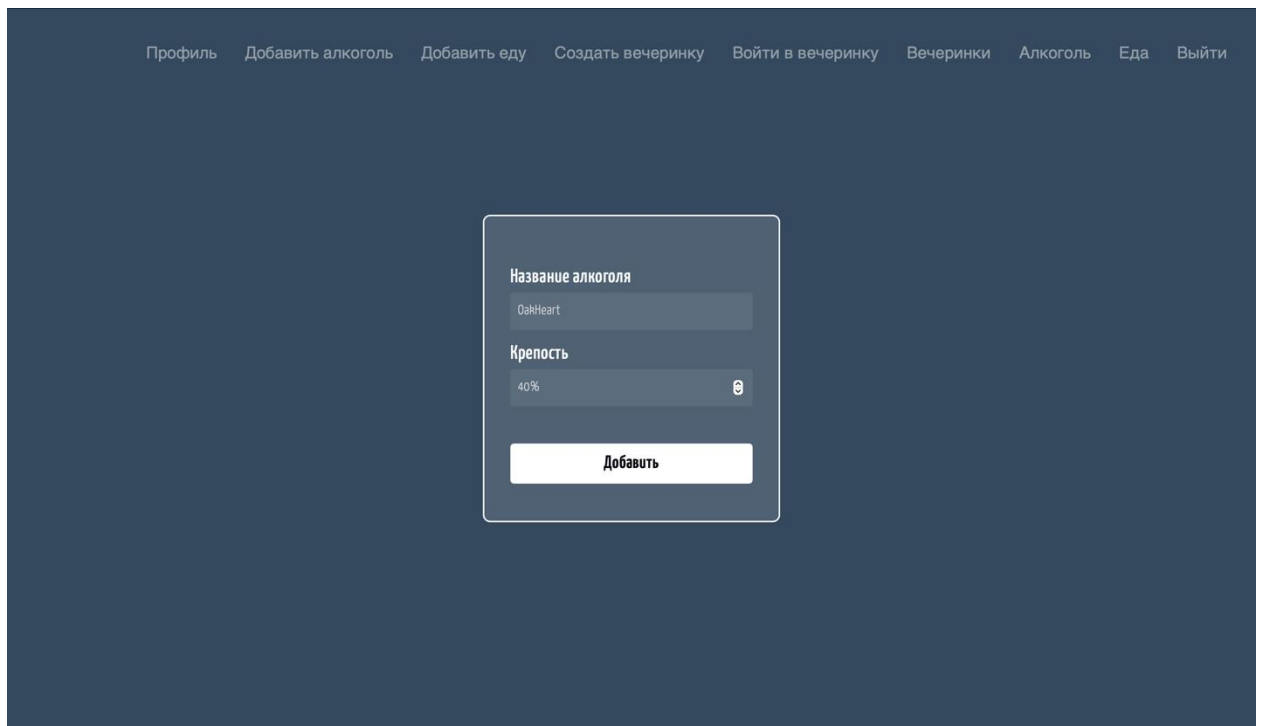 Профиль Добавить алкоголь Добавить еду Создать вечеринку Войти в вечеринку Вечеринки Алкоголь Еда Выйти
Название алкоголя
OakHeart
Крепость
40%
Добавить